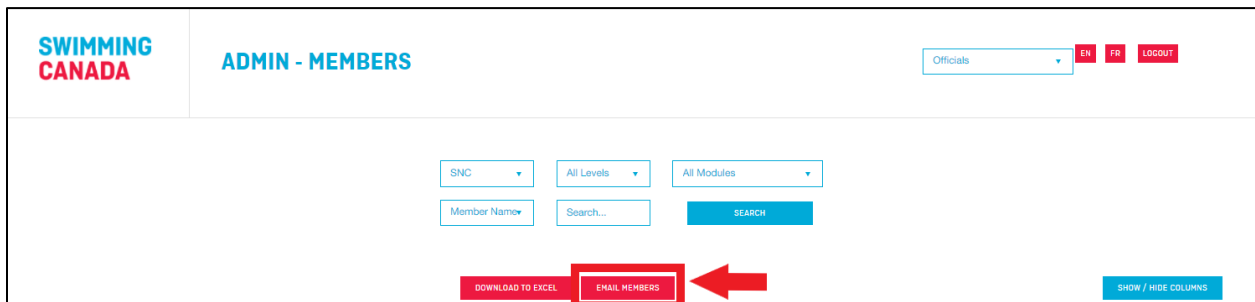 SWIMMING
CANADA
ADMIN - MEMBERS
Officials
EN
FR
LOGOUT
SNC
All Levels
All Modules
Member Name
Search...
SEARCH
DOWNLOAD TO EXCEL
EMAIL MEMBERS
SHOW / HIDE COLUMNS